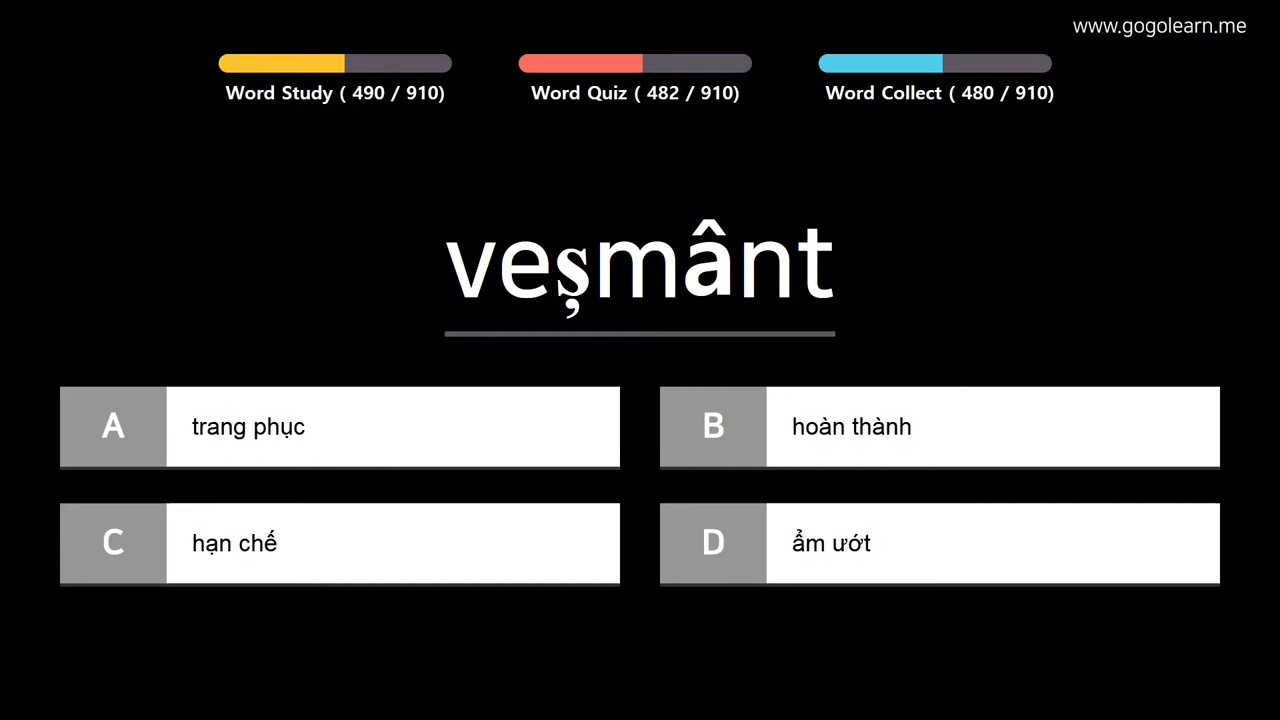 www.gogolearn.me
Word Study ( 490 / 910)
Word Quiz ( 482 / 910)
Word Collect ( 480 / 910)
veșmânt
A
trang phục
B
hoàn thành
C
hạn chế
D
ẩm ướt